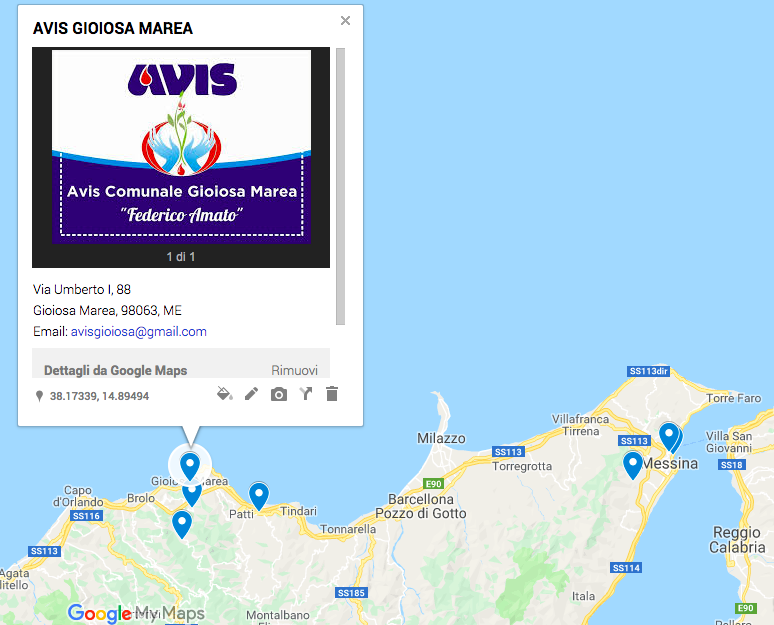 AVIS GIOIOSA MAREA
AVIS
Avis Comunale Gioiosa Marea
"Federico Amato"
1 di 1
Via Umberto I, 88
Gioiosa Marea, 98063, ME
Email: avisgioiosa@gmail.com
Dettagli da Google Maps
Rimuovi
38.17339, 14.89494
SS113dir
Torre Faro
Villafranca
Tirrena
Milazzo
SS113
SS113
Villa San
Giovanni
SS18
Torregrotta
Messina
E90
Barcellona
Pozzo di Gotto
Capo
d'Orlando
Brolo
SS116
Patti
Tindari
Tonnarella
Reggio
Calabria
SS113
SS114
Agata
litello
SS185
Itala
E90
Google My Maps
Montalbano